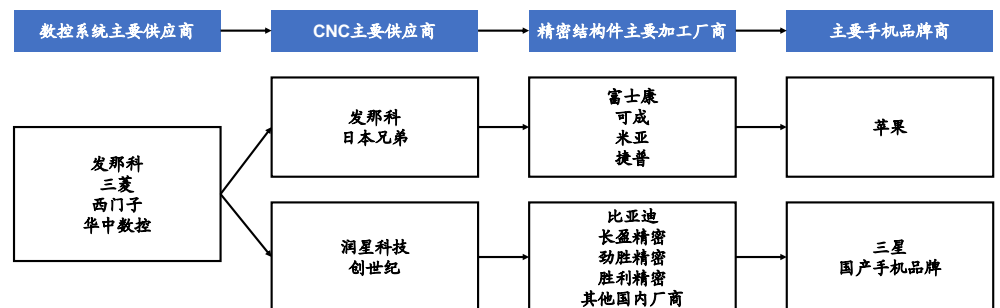 数控系统主要供应商
CNC主要供应商
精密结构件主要加工厂商
主要手机品牌商
发那科
三菱
西门子
华中数控
发那科
日本兄弟
富士康
可成
米亚
捷普
苹果
润星科技
创世纪
比亚迪
长盈精密
劲胜精密
胜利精密
其他国内厂商
三星
国产手机品牌